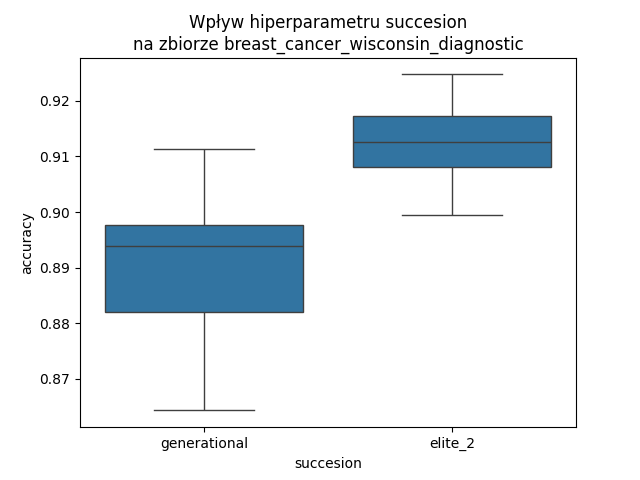 Wpływ hiperparametru succesion
na zbiorze breast_cancer_wisconsin_diagnostic
0.92
0.91
0.90
0.89
0.88
0.87
accuracy
generational
elite_2
succesion